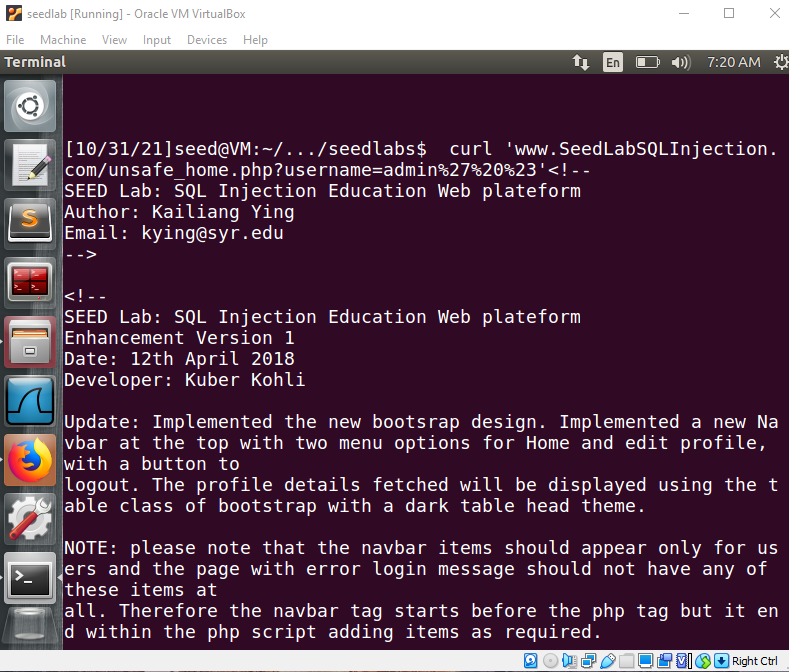 seedlab [Running] - Oracle VM VirtualBox
File Machine View Input Devices Help
Terminal En 7:20 AM
[10/31/21]seed@VM:~/.../seedlabs$  curl 'www.SeedLabSQLInjection.
com/unsafe_home.php?username=admin%27%20%23'<!--
SEED Lab: SQL Injection Education Web plateform
Author: Kailiang Ying
Email: kying@syr.edu
-->
<!--
SEED Lab: SQL Injection Education Web plateform
Enhancement Version 1
Date: 12th April 2018
Developer: Kuber Kohli
Update: Implemented the new bootsrap design. Implemented a new Na
vbar at the top with two menu options for Home and edit profile,
with a button to
logout. The profile details fetched will be displayed using the t
able class of bootstrap with a dark table head theme.
NOTE: please note that the navbar items should appear only for us
ers and the page with error login message should not have any of
these items at
all. Therefore the navbar tag starts before the php tag but it en
d within the php script adding items as required.
Right Ctrl